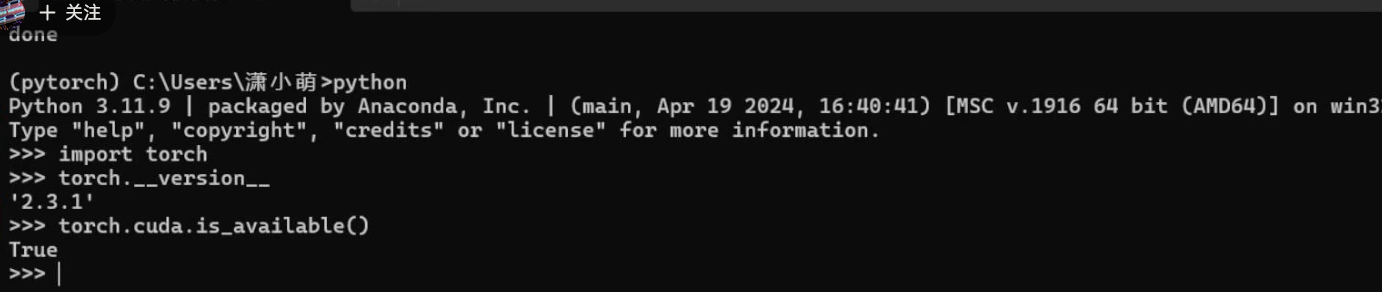 + 关注
done
(pytorch) C:\Users\潇小萌>python
Python 3.11.9 | packaged by Anaconda, Inc. | (main, Apr 19 2024, 16:40:41) [MSC v.1916 64 bit (AMD64)] on win3
Type "help", "copyright", "credits" or "license" for more information.
>>> import torch
>>> torch.__version__
'2.3.1'
>>> torch.cuda.is_available()
True
>>>